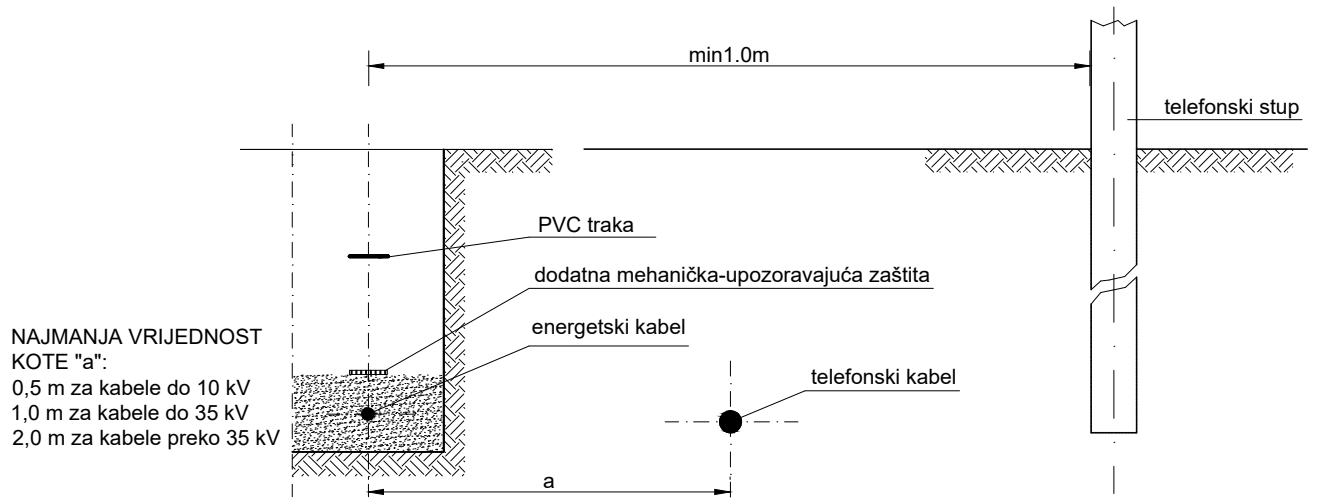 min1.0m
telefonski stup
PVC traka
dodatna mehanička-upozoravajuća zaštita
energetski kabel
telefonski kabel
NAJMANJA VRIJEDNOST
KOTE "a":
0,5 m za kabele do 10 kV
1,0 m za kabele do 35 kV
2,0 m za kabele preko 35 kV
a